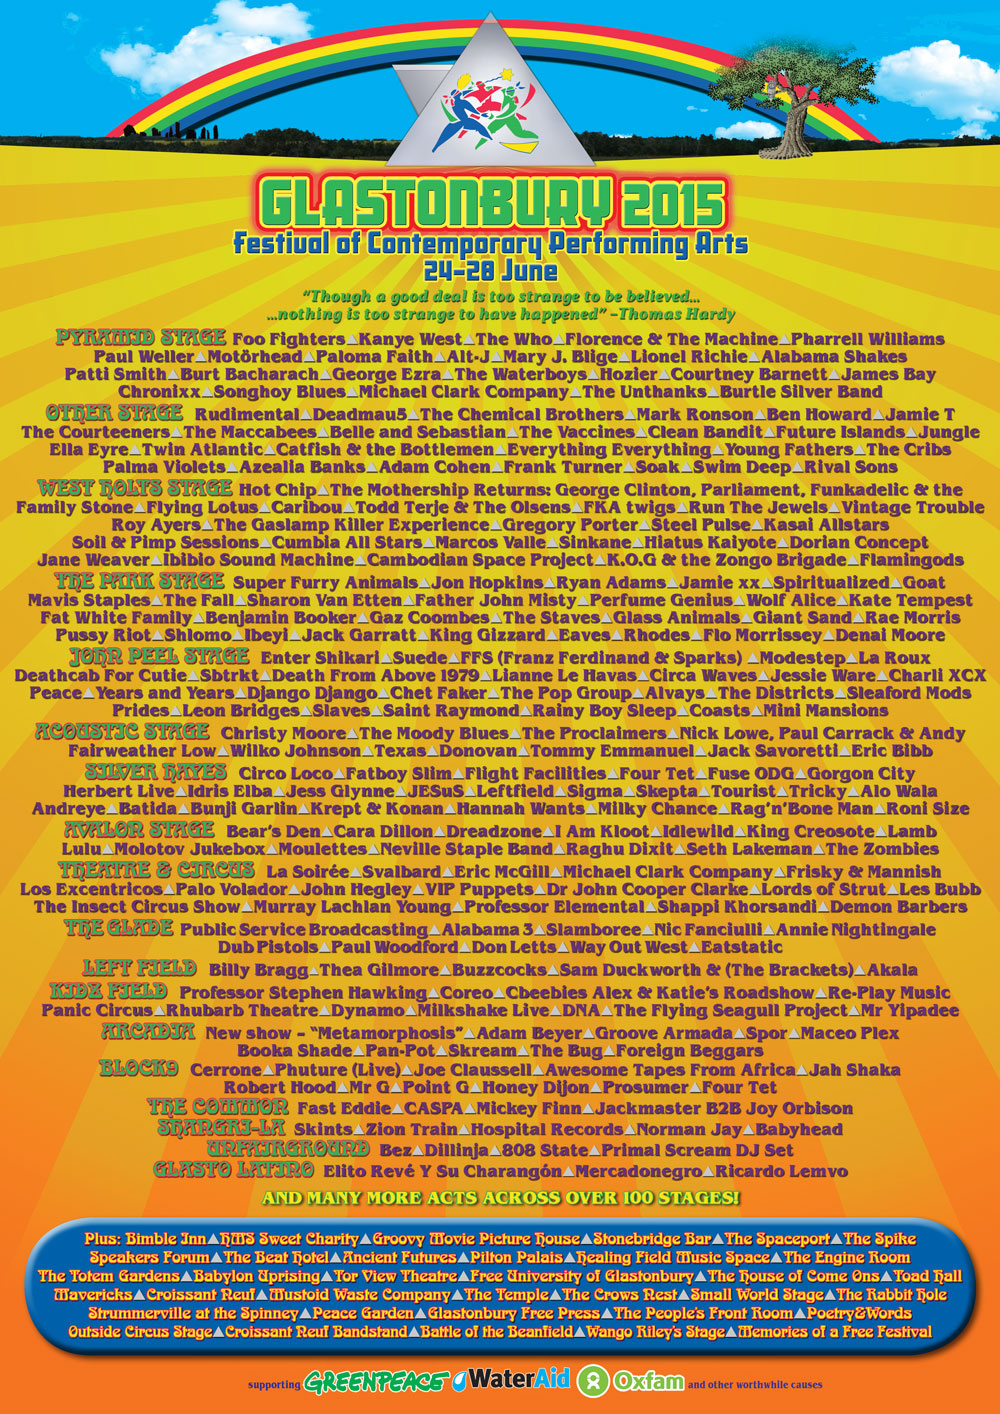 GLASTONBURY 2015
Festival of Contemporary Performing Arts
24-28 June
"Though a good deal is too strange to be believed...
...nothing is too strange to have happened" –Thomas Hardy
PYRAMID STAGE Foo Fighters▲Kanye West▲The Who▲Florence & The Machine▲Pharrell Williams
Paul Weller▲Motörhead▲Paloma Faith▲Alt-J▲Mary J. Blige▲Lionel Richie▲Alabama Shakes
Patti Smith▲Burt Bacharach▲George Ezra▲The Waterboys▲Hozier▲Courtney Barnett▲James Bay
Chronixx▲Songhoy Blues▲Michael Clark Company▲The Unthanks▲Burtle Silver Band
OTHER STAGE Rudimental▲Deadmau5▲The Chemical Brothers▲Mark Ronson▲Ben Howard▲Jamie T
The Courteeners▲The Maccabees▲Belle and Sebastian▲The Vaccines▲Clean Bandit▲Future Islands▲Jungle
Ella Eyre▲Twin Atlantic▲Catfish & the Bottlemen▲Everything Everything▲Young Fathers▲The Cribs
Palma Violets▲Azealia Banks▲Adam Cohen▲Frank Turner▲Soak▲Swim Deep▲Rival Sons
WEST HOLTS STAGE Hot Chip▲The Mothership Returns: George Clinton, Parliament, Funkadelic & the
Family Stone▲Flying Lotus▲Caribou▲Todd Terje & The Olsens▲FKA twigs▲Run The Jewels▲Vintage Trouble
Roy Ayers▲The Gaslamp Killer Experience▲Gregory Porter▲Steel Pulse▲Kasai Allstars
Soil & Pimp Sessions▲Cumbia All Stars▲Marcos Valle▲Sinkane▲Hiatus Kaiyote▲Dorian Concept
Jane Weaver▲Ibibio Sound Machine▲Cambodian Space Project▲K.O.G & the Zongo Brigade▲Flamingods
THE PARK STAGE Super Furry Animals▲Jon Hopkins▲Ryan Adams▲Jamie xx▲Spiritualized▲Goat
Mavis Staples▲The Fall▲Sharon Van Etten▲Father John Misty▲Perfume Genius▲Wolf Alice▲Kate Tempest
Fat White Family▲Benjamin Booker▲Gaz Coombes▲The Staves▲Glass Animals▲Giant Sand▲Rae Morris
Pussy Riot▲Shlomo▲Ibeyi▲Jack Garratt▲King Gizzard▲Eaves▲Rhodes▲Flo Morrissey▲Denai Moore
JOHN PEEL STAGE Enter Shikari▲Suede▲FFS (Franz Ferdinand & Sparks) ▲Modestep▲La Roux
Deathcab For Cutie▲Sbtrkt▲Death From Above 1979▲Lianne Le Havas▲Circa Waves▲Jessie Ware▲Charli XCX
Peace▲Years and Years▲Django Django▲Chet Faker▲The Pop Group▲Alvays▲The Districts▲Sleaford Mods
Prides▲Leon Bridges▲Slaves▲Saint Raymond▲Rainy Boy Sleep▲Coasts▲Mini Mansions
ACOUSTIC STAGE Christy Moore▲The Moody Blues▲The Proclaimers▲Nick Lowe, Paul Carrack & Andy
Fairweather Low▲Wilko Johnson▲Texas▲Donovan▲Tommy Emmanuel▲Jack Savoretti▲Eric Bibb
SILVER HAYES Circo Loco▲Fatboy Slim▲Flight Facilities▲Four Tet▲Fuse ODG▲Gorgon City
Herbert Live▲Idris Elba▲Jess Glynne▲JESuS▲Leftfield▲Sigma▲Skepta▲Tourist▲Tricky▲Alo Wala
Andreye▲Batida▲Bunji Garlin▲Krept & Konan▲Hannah Wants▲Milky Chance▲Rag'n'Bone Man▲Roni Size
AVALON STAGE Bear's Den▲Cara Dillon▲Dreadzone▲I Am Kloot▲Idlewild▲King Creosote▲Lamb
Lulu▲Molotov Jukebox▲Moulettes▲Neville Staple Band▲Raghu Dixit▲Seth Lakeman▲The Zombies
THEATRE & CIRCUS La Soirée▲Svalbard▲Eric McGill▲Michael Clark Company▲Frisky & Mannish
Los Excentricos▲Palo Volador▲John Hegley▲VIP Puppets▲Dr John Cooper Clarke▲Lords of Strut▲Les Bubb
The Insect Circus Show▲Murray Lachlan Young▲Professor Elemental▲Shappi Khorsandi▲Demon Barbers
THE GLADE Public Service Broadcasting▲Alabama 3▲Slamboree▲Nic Fanciulli▲Annie Nightingale
Dub Pistols▲Paul Woodford▲Don Letts▲Way Out West▲Eatstatic
LEFT FIELD Billy Bragg▲Thea Gilmore▲Buzzcocks▲Sam Duckworth & (The Brackets)▲Akala
KIDZ FIELD Professor Stephen Hawking▲Coreo▲Cbeebies Alex & Katie's Roadshow▲Re-Play Music
Panic Circus▲Rhubarb Theatre▲Dynamo▲Milkshake Live▲DNA▲The Flying Seagull Project▲Mr Yipadee
ARCADIA New show – "Metamorphosis"▲Adam Beyer▲Groove Armada▲Spor▲Maceo Plex
Booka Shade▲Pan-Pot▲Skream▲The Bug▲Foreign Beggars
BLOCK9 Cerrone▲Phuture (Live)▲Joe Claussell▲Awesome Tapes From Africa▲Jah Shaka
Robert Hood▲Mr G▲Point G▲Honey Dijon▲Prosumer▲Four Tet
THE COMMON Fast Eddie▲CASPA▲Mickey Finn▲Jackmaster B2B Joy Orbison
SHANGRI-LA Skints▲Zion Train▲Hospital Records▲Norman Jay▲Babyhead
UNFAIRGROUND Bez▲Dillinja▲808 State▲Primal Scream DJ Set
GLASTO LATINO Elito Revé Y Su Charangón▲Mercadonegro▲Ricardo Lemvo
AND MANY MORE ACTS ACROSS OVER 100 STAGES!
Plus: Bimble Inn▲HMS Sweet Charity▲Groovy Movie Picture House▲Stonebridge Bar▲The Spaceport▲The Spike
Speakers Forum▲The Beat Hotel▲Ancient Futures▲Pilton Palais▲Healing Field Music Space▲The Engine Room
The Totem Gardens▲Babylon Uprising▲Tor View Theatre▲Free University of Glastonbury▲The House of Come Ons▲Toad Hall
Mavericks▲Croissant Neuf▲Mustoid Waste Company▲The Temple▲The Crows Nest▲Small World Stage▲The Rabbit Hole
Strummerville at the Spinney▲Peace Garden▲Glastonbury Free Press▲The People's Front Room▲Poetry&Words
Outside Circus Stage▲Croissant Neuf Bandstand▲Battle of the Beanfield▲Wango Riley's Stage▲Memories of a Free Festival
supporting GREENPEACE WaterAid Oxfam and other worthwhile causes